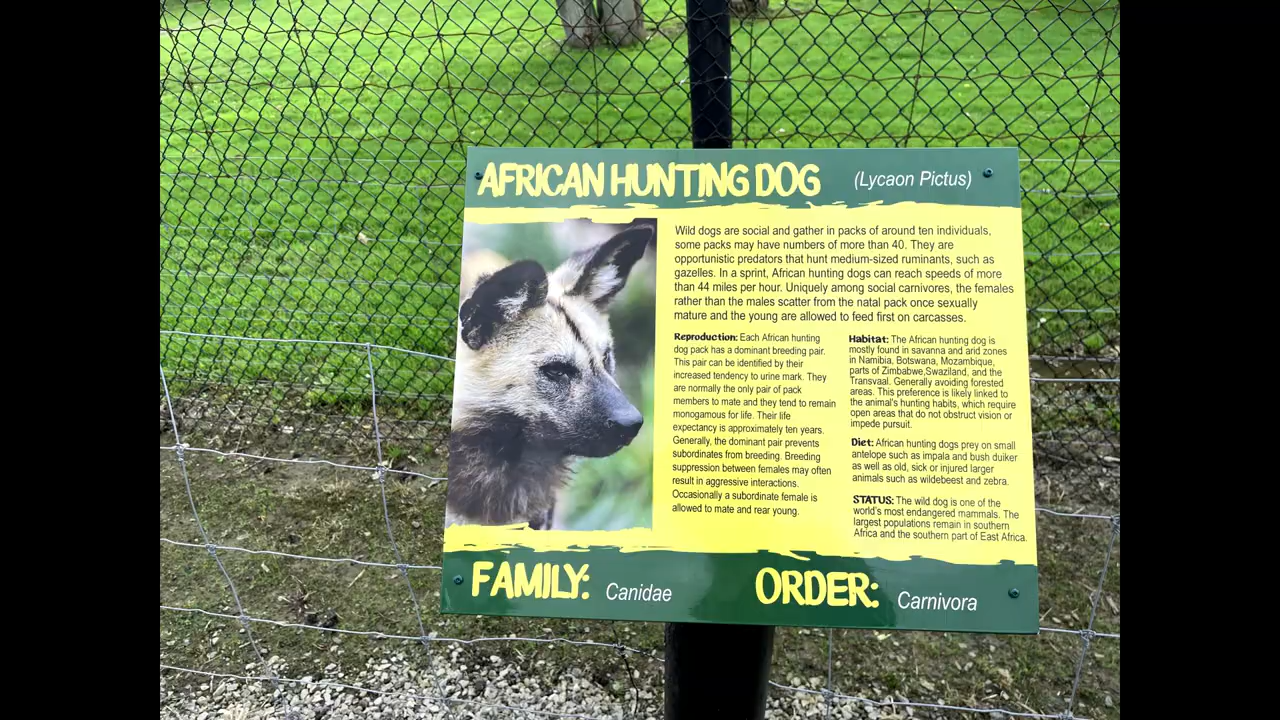 AFRICAN HUNTING DOG (Lycaon Pictus)
Wild dogs are social and gather in packs of around ten individuals,
some packs may have numbers of more than 40. They are
opportunistic predators that hunt medium-sized ruminants, such as
gazelles. In a sprint, African hunting dogs can reach speeds of more
than 44 miles per hour. Uniquely among social carnivores, the females
rather than the males scatter from the natal pack once sexually
mature and the young are allowed to feed first on carcasses.
Reproduction: Each African hunting
dog pack has a dominant breeding pair.
This pair can be identified by their
increased tendency to urine mark. They
are normally the only pair of pack
members to mate and they tend to remain
monogamous for life. Their life
expectancy is approximately ten years.
Generally, the dominant pair prevents
subordinates from breeding. Breeding
suppression between females may often
result in aggressive interactions.
Occasionally a subordinate female is
allowed to mate and rear young.
Habitat: The African hunting dog is
mostly found in savanna and arid zones
in Namibia, Botswana, Mozambique,
parts of Zimbabwe,Swaziland, and the
Transvaal. Generally avoiding forested
areas. This preference is likely linked to
the animal's hunting habits, which require
open areas that do not obstruct vision or
impede pursuit.
Diet: African hunting dogs prey on small
antelope such as impala and bush duiker
as well as old, sick or injured larger
animals such as wildebeest and zebra.
STATUS: The wild dog is one of the
world's most endangered mammals. The
largest populations remain in southern
Africa and the southern part of East Africa.
FAMILY: Canidae ORDER: Carnivora